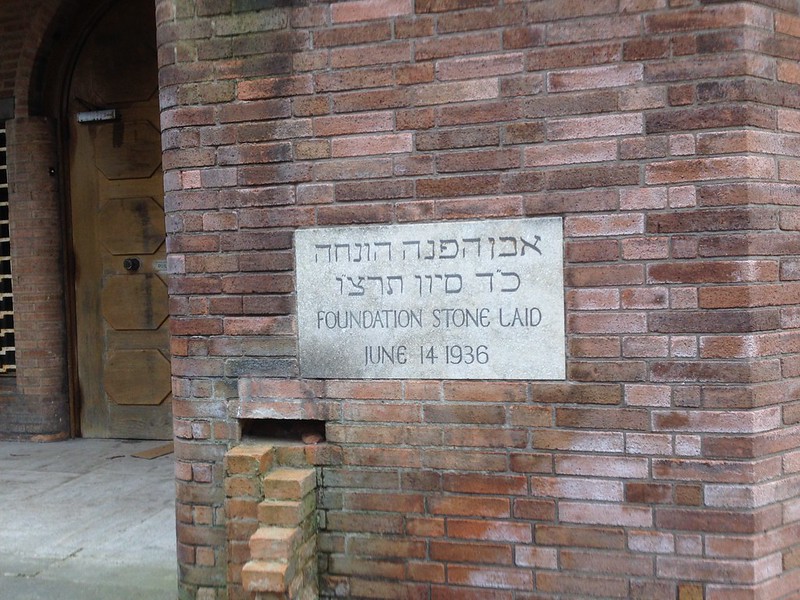 אבן הפנה הונחה
כ״ד סיון תרצ״ו
FOUNDATION STONE LAID
JUNE 14 1936